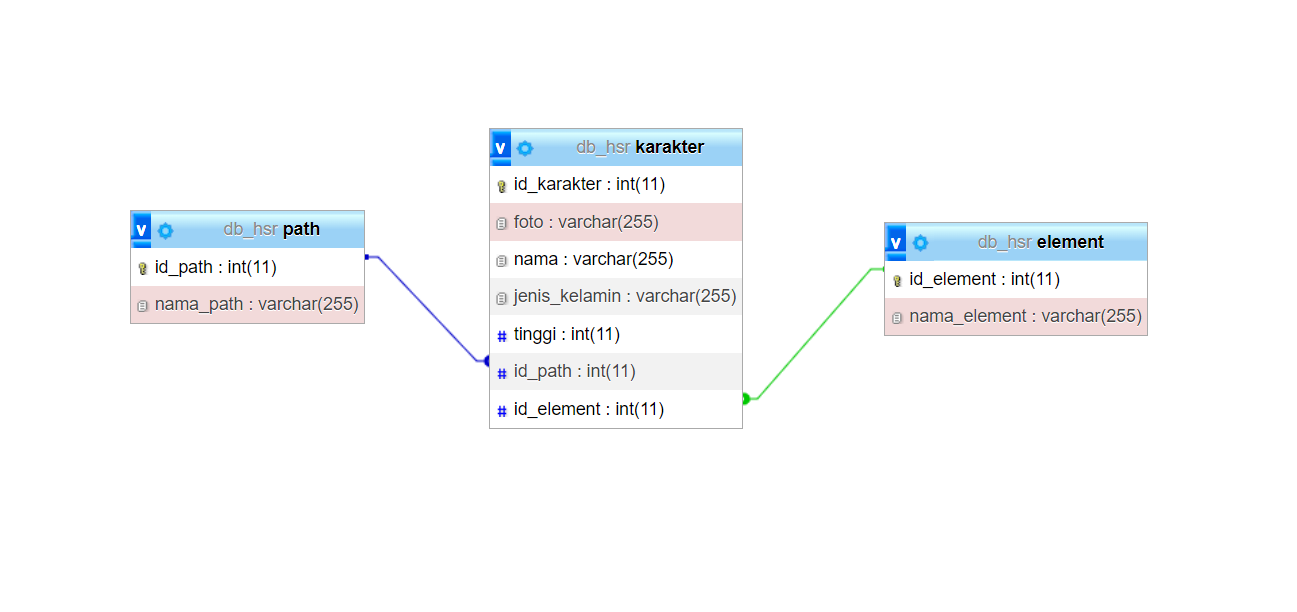 v db_hsr path
id_path : int(11)
nama_path : varchar(255)
v db_hsr karakter
id_karakter : int(11)
foto : varchar(255)
nama : varchar(255)
jenis_kelamin : varchar(255)
# tinggi : int(11)
# id_path : int(11)
# id_element : int(11)
v db_hsr element
id_element : int(11)
nama_element : varchar(255)